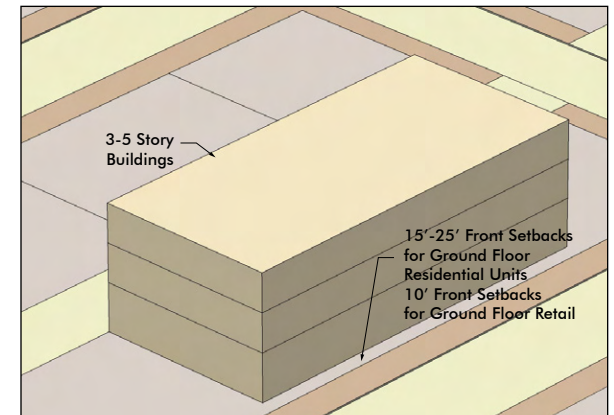 3-5 Story
Buildings
15’-25’ Front Setbacks
for Ground Floor
Residential Units
10’ Front Setbacks
for Ground Floor Retail